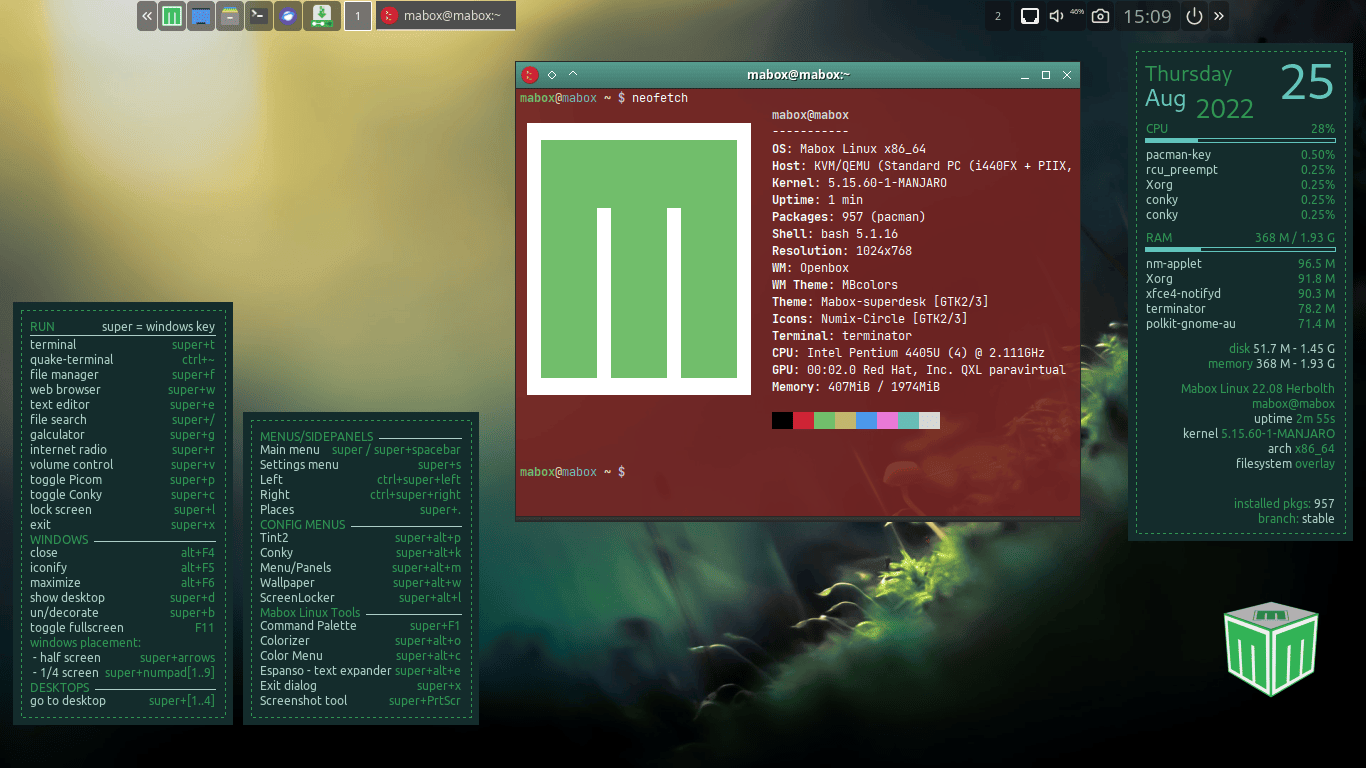 1
mabox@mabox:~
2
46%
15:09
mabox@mabox:~
mabox@mabox ~ $ neofetch
mabox@mabox
-----------
OS: Mabox Linux x86_64
Host: KVM/QEMU (Standard PC (i440FX + PIIX,
Kernel: 5.15.60-1-MANJARO
Uptime: 1 min
Packages: 957 (pacman)
Shell: bash 5.1.16
Resolution: 1024x768
WM: Openbox
WM Theme: MBcolors
Theme: Mabox-superdesk [GTK2/3]
Icons: Numix-Circle [GTK2/3]
Terminal: terminator
CPU: Intel Pentium 4405U (4) @ 2.111GHz
GPU: 00:02.0 Red Hat, Inc. QXL paravirtual
Memory: 407MiB / 1974MiB
mabox@mabox ~ $
Thursday 25
Aug 2022
CPU 28%
pacman-key 0.50%
rcu_preempt 0.25%
Xorg 0.25%
conky 0.25%
conky 0.25%
RAM 368 M / 1.93 G
nm-applet 96.5 M
Xorg 91.8 M
xfce4-notifyd 90.3 M
terminator 78.2 M
polkit-gnome-au 71.4 M
disk 51.7 M - 1.45 G
memory 368 M - 1.93 G
Mabox Linux 22.08 Herbolth
mabox@mabox
uptime 2m 55s
kernel 5.15.60-1-MANJARO
arch x86_64
filesystem overlay
installed pkgs: 957
branch: stable
RUN super = windows key
terminal super+t
quake-terminal ctrl+~
file manager super+f
web browser super+w
text editor super+e
file search super+/
galculator super+g
internet radio super+r
volume control super+v
toggle Picom super+p
toggle Conky super+c
lock screen super+l
exit super+x
WINDOWS
close alt+F4
iconify alt+F5
maximize alt+F6
show desktop super+d
un/decorate super+b
toggle fullscreen F11
windows placement:
- half screen super+arrows
- 1/4 screen super+numpad[1..9]
DESKTOPS
go to desktop super+[1..4]
MENUS/SIDEPANELS
Main menu super / super+spacebar
Settings menu super+s
Left ctrl+super+left
Right ctrl+super+right
Places super+.
CONFIG MENUS
Tint2 super+alt+p
Conky super+alt+k
Menu/Panels super+alt+m
Wallpaper super+alt+w
ScreenLocker super+alt+l
Mabox Linux Tools
Command Palette super+F1
Colorizer super+alt+o
Color Menu super+alt+c
Espanso - text expander super+alt+e
Exit dialog super+x
Screenshot tool super+PrtScr